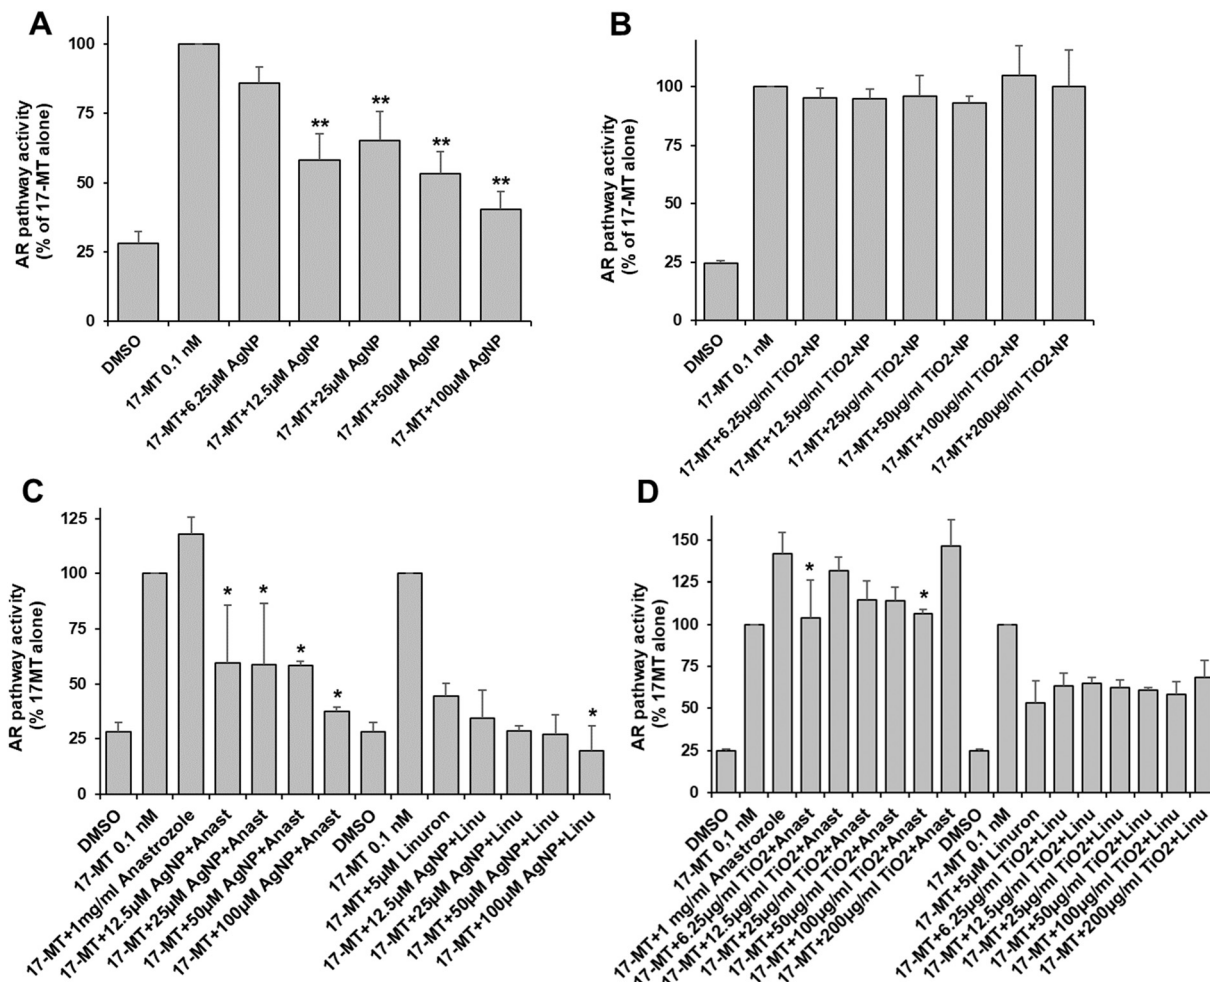 A
AR pathway activity
(% of 17-MT alone)
100
75
50
25
0
**
**
**
**
DMSO
17-MT 0.1 nM
17-MT+6.25µM AgNP
17-MT+12.5µM AgNP
17-MT+25µM AgNP
17-MT+50µM AgNP
17-MT+100µM AgNP
B
AR pathway activity
(% of 17-MT alone)
100
75
50
25
0
DMSO
17-MT 0.1 nM
17-MT+6.25µg/ml TiO2-NP
17-MT+12.5µg/ml TiO2-NP
17-MT+25µg/ml TiO2-NP
17-MT+50µg/ml TiO2-NP
17-MT+100µg/ml TiO2-NP
17-MT+200µg/ml TiO2-NP
C
AR pathway activity
(% 17MT alone)
125
100
75
50
25
0
*
*
*
*
*
DMSO
17-MT 0.1 nM
17-MT+1mg/ml Anastrozole
17-MT+12.5µM AgNP+Anast
17-MT+25µM AgNP+Anast
17-MT+50µM AgNP+Anast
17-MT+100µM AgNP+Anast
DMSO
17-MT 0.1 nM
17-MT+5µM Linuron
17-MT+12.5µM AgNP+Linu
17-MT+25µM AgNP+Linu
17-MT+50µM AgNP+Linu
17-MT+100µM AgNP+Linu
D
AR pathway activity
(% 17MT alone)
150
125
100
75
50
25
0
*
*
DMSO
17-MT 0.1 nM
17-MT+1 mg/ml Anastrozole
17-MT+6.25µg/ml TiO2+Anast
17-MT+12.5µg/ml TiO2+Anast
17-MT+25µg/ml TiO2+Anast
17-MT+50µg/ml TiO2+Anast
17-MT+100µg/ml TiO2+Anast
17-MT+200µg/ml TiO2+Anast
DMSO
17-MT 0.1 nM
17-MT+5µM Linuron
17-MT+6.25µg/ml TiO2+Linu
17-MT+12.5µg/ml TiO2+Linu
17-MT+25µg/ml TiO2+Linu
17-MT+50µg/ml TiO2+Linu
17-MT+100µg/ml TiO2+Linu
17-MT+200µg/ml TiO2+Linu